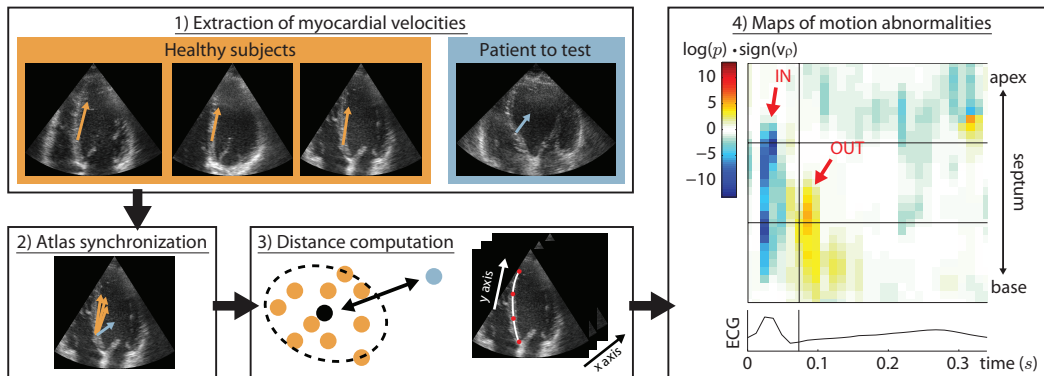 1) Extraction of myocardial velocities
Healthy subjects
Patient to test
2) Atlas synchronization
3) Distance computation
y axis
x axis
4) Maps of motion abnormalities
log(p) • sign(vρ)
10
5
0
−5
−10
IN
OUT
apex
septum
base
ECG
0
0.1
0.2
0.3
time (s)